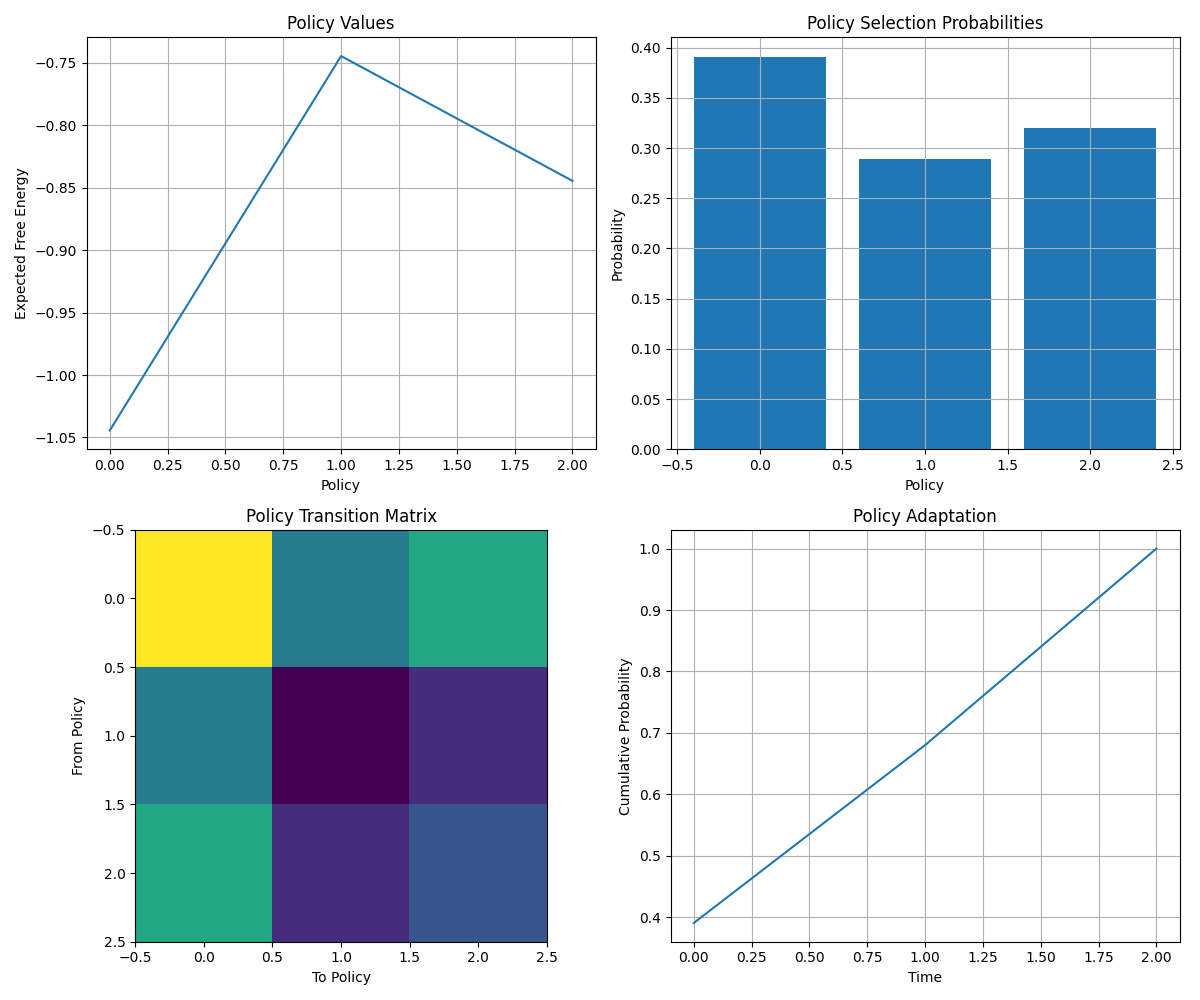 Policy Values
Expected Free Energy
−0.75
−0.80
−0.85
−0.90
−0.95
−1.00
−1.05
0.00 0.25 0.50 0.75 1.00 1.25 1.50 1.75 2.00
Policy
Policy Selection Probabilities
Probability
0.40
0.35
0.30
0.25
0.20
0.15
0.10
0.05
0.00
−0.5 0.0 0.5 1.0 1.5 2.0 2.5
Policy
Policy Transition Matrix
From Policy
−0.5
0.0
0.5
1.0
1.5
2.0
2.5
−0.5 0.0 0.5 1.0 1.5 2.0 2.5
To Policy
Policy Adaptation
Cumulative Probability
1.0
0.9
0.8
0.7
0.6
0.5
0.4
0.00 0.25 0.50 0.75 1.00 1.25 1.50 1.75 2.00
Time